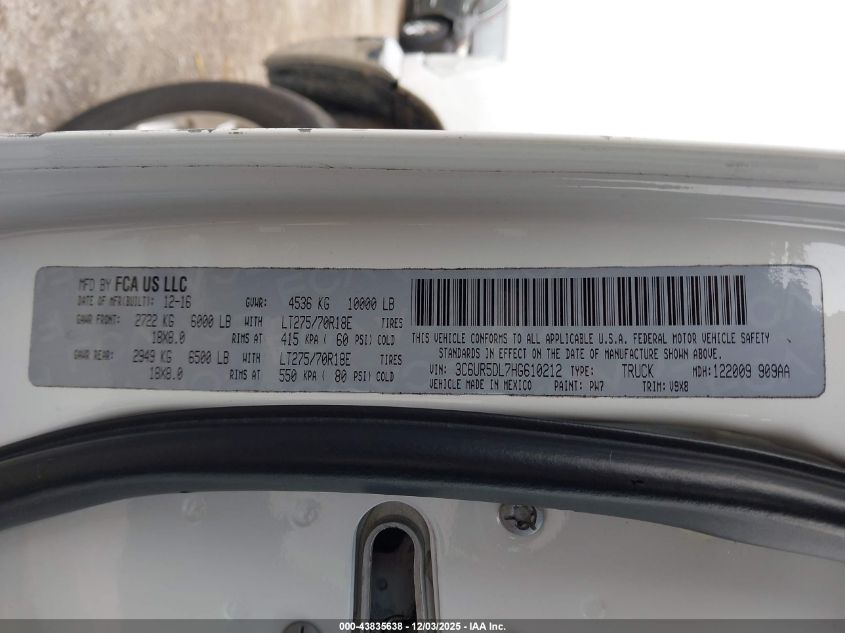 MFD BY FCA US LLC
DATE OF MFR(BUILT): 12-16 GVWR: 4536 KG 10000 LB
GAWR FRONT: 2722 KG 6000 LB WITH LT275/70R18E TIRES
18X8.0 RIMS AT 415 KPA ( 60 PSI) COLD
GAWR REAR: 2949 KG 6500 LB WITH LT275/70R18E TIRES
18X8.0 RIMS AT 550 KPA ( 80 PSI) COLD
THIS VEHICLE CONFORMS TO ALL APPLICABLE U.S.A. FEDERAL MOTOR VEHICLE SAFETY
STANDARDS IN EFFECT ON THE DATE OF MANUFACTURE SHOWN ABOVE.
VIN: 3C6UR5DL7HG610212 TYPE: TRUCK MDH: 122009 909AA
VEHICLE MADE IN MEXICO PAINT: PW7 TRIM: V9X8
000-43835638 - 12/03/2025 - IAA Inc.